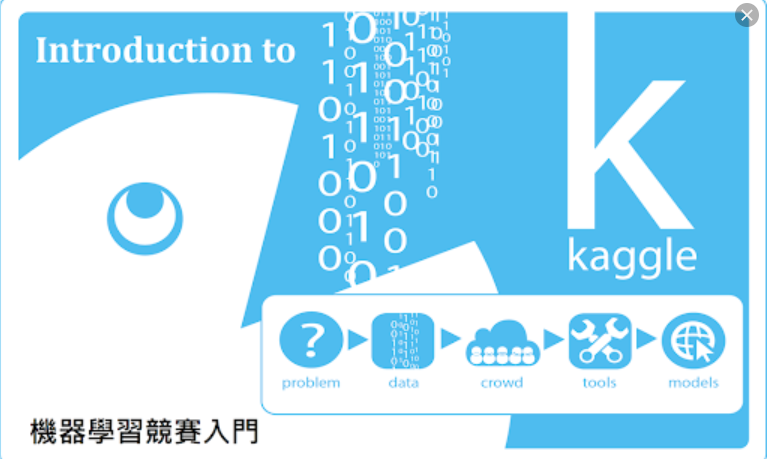 Introduction to
k
kaggle
?
problem
data
crowd
tools
models
機器學習競賽入門